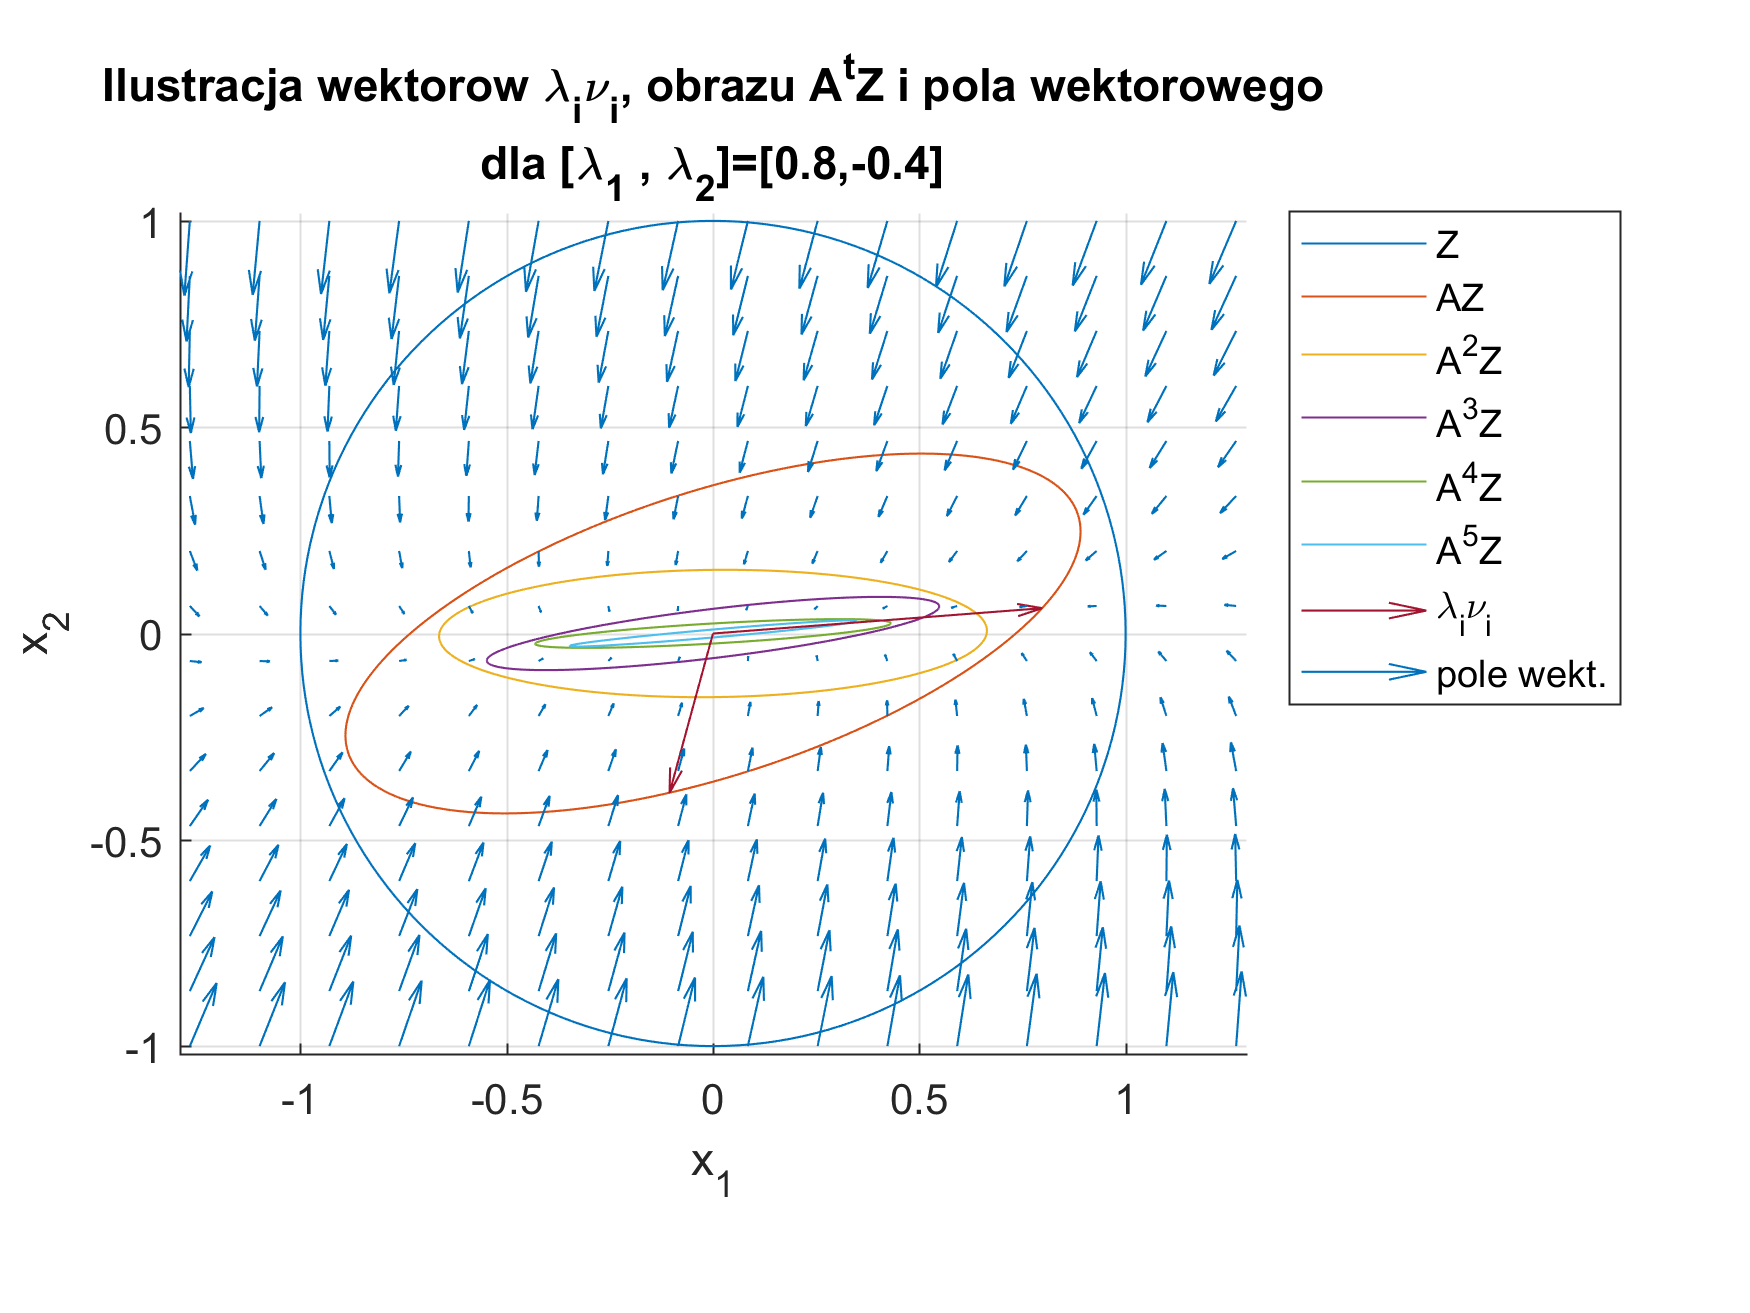 Ilustracja wektorow λᵢνᵢ, obrazu AᵗZ i pola wektorowego
dla [λ₁ , λ₂]=[0.8,-0.4]
1
0.5
0
-0.5
-1
x₂
-1
-0.5
0
0.5
1
x₁
Z
AZ
A²Z
A³Z
A⁴Z
A⁵Z
λᵢνᵢ
pole wekt.